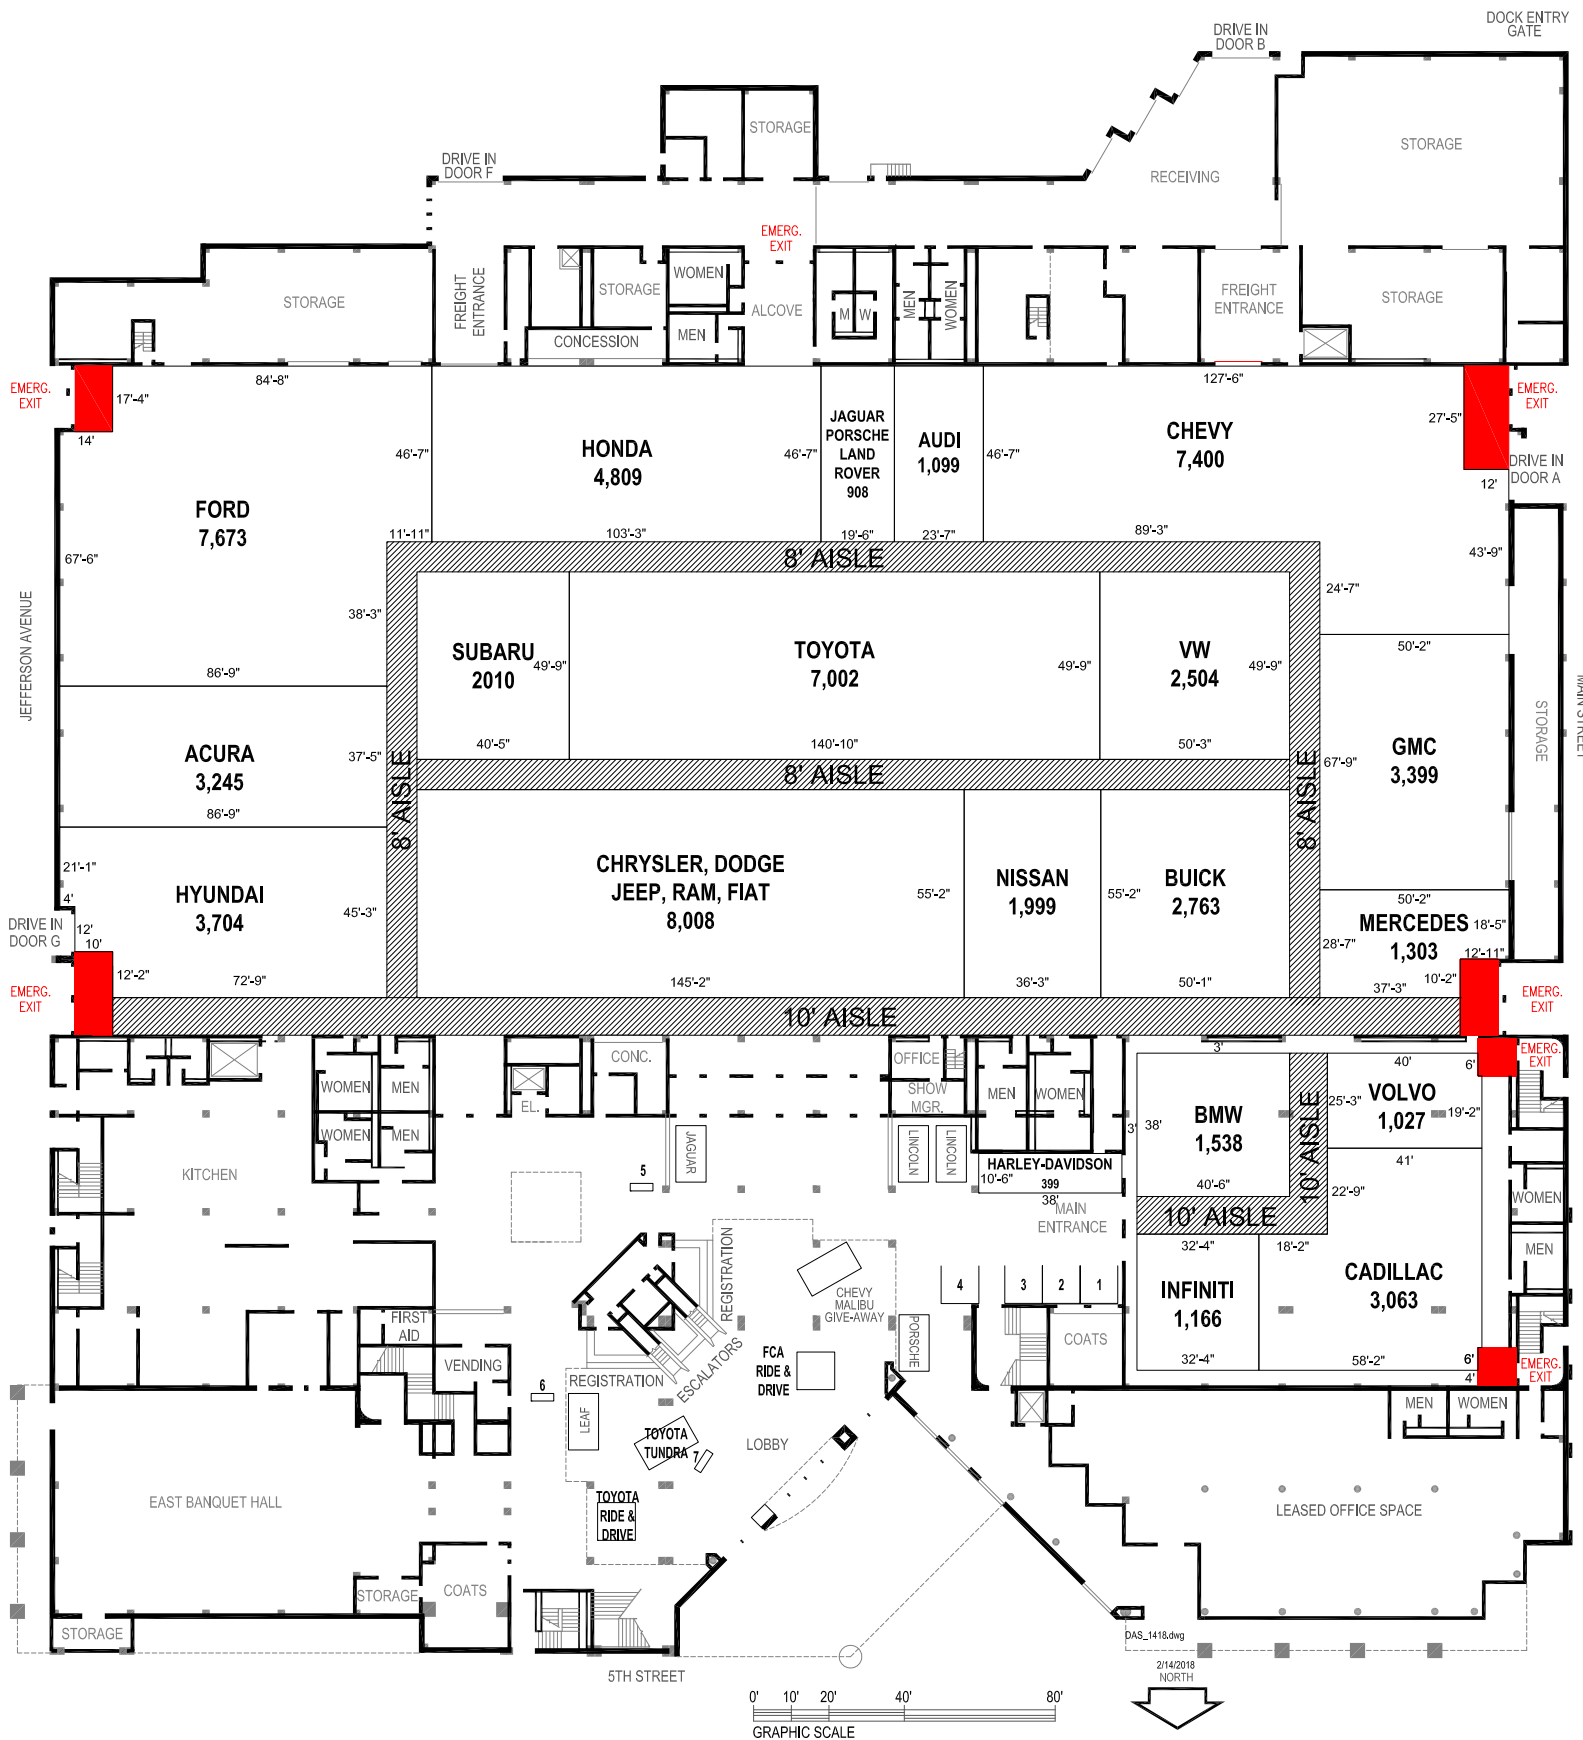 DOCK ENTRY
GATE
DRIVE IN
DOOR B
STORAGE
STORAGE
DRIVE IN
DOOR F
RECEIVING
EMERG.
EXIT
STORAGE
FREIGHT
ENTRANCE
STORAGE
WOMEN
ALCOVE
M
W
MEN
WOMEN
FREIGHT
ENTRANCE
STORAGE
CONCESSION
MEN
EMERG.
EXIT
17'-4"
14'
84'-8"
127'-6"
27'-5"
12'
EMERG.
EXIT
DRIVE IN
DOOR A
FORD
7,673
46'-7"
HONDA
4,809
46'-7"
JAGUAR
PORSCHE
LAND
ROVER
908
AUDI
1,099
46'-7"
CHEVY
7,400
67'-6"
11'-11"
103'-3"
19'-6"
23'-7"
89'-3"
43'-9"
8' AISLE
38'-3"
24'-7"
JEFFERSON AVENUE
86'-9"
SUBARU
2010
49'-9"
TOYOTA
7,002
49'-9"
VW
2,504
49'-9"
50'-2"
MAIN STREET
STORAGE
40'-5"
140'-10"
50'-3"
ACURA
3,245
37'-5"
86'-9"
8' AISLE
8' AISLE
8' AISLE
67'-9"
GMC
3,399
21'-1"
4'
HYUNDAI
3,704
45'-3"
CHRYSLER, DODGE
JEEP, RAM, FIAT
8,008
55'-2"
NISSAN
1,999
55'-2"
BUICK
2,763
50'-2"
MERCEDES
1,303
18'-5"
28'-7"
12'-11"
10'-2"
37'-3"
DRIVE IN
DOOR G
12'
10'
12'-2"
72'-9"
145'-2"
36'-3"
50'-1"
EMERG.
EXIT
EMERG.
EXIT
10' AISLE
WOMEN
MEN
WOMEN
MEN
KITCHEN
EL.
CONC.
OFFICE
SHOW
MGR.
MEN
WOMEN
3'
3'
38'
BMW
1,538
40'-6"
10' AISLE
10' AISLE
40'
6'
VOLVO
1,027
25'-3"
19'-2"
41'
EMERG.
EXIT
JAGUAR
LINCOLN
LINCOLN
5
HARLEY-DAVIDSON
399
10'-6"
38'
MAIN
ENTRANCE
22'-9"
WOMEN
MEN
32'-4"
18'-2"
INFINITI
1,166
32'-4"
CADILLAC
3,063
58'-2"
6'
4'
EMERG.
EXIT
REGISTRATION
CHEVY
MALIBU
GIVE-AWAY
4
3
2
1
PORSCHE
COATS
FIRST
AID
VENDING
REGISTRATION
ESCALATORS
FCA
RIDE &
DRIVE
6
LEAF
TOYOTA
TUNDRA
7
LOBBY
TOYOTA
RIDE &
DRIVE
MEN
WOMEN
EAST BANQUET HALL
LEASED OFFICE SPACE
STORAGE
COATS
STORAGE
5TH STREET
DAS_1418.dwg
2/14/2018
NORTH
0'
10'
20'
40'
80'
GRAPHIC SCALE